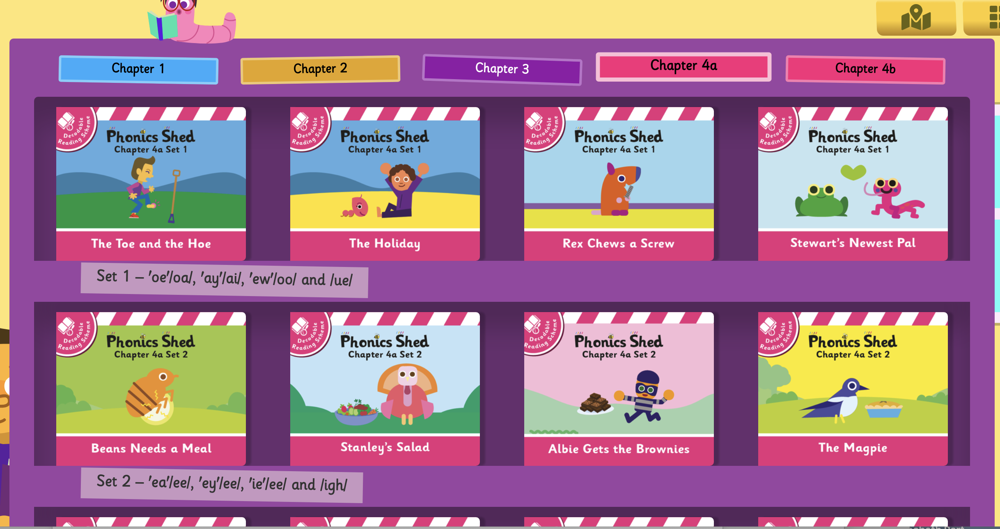 Chapter 1
Chapter 2
Chapter 3
Chapter 4a
Chapter 4b
Decodable
Reading Scheme
Phonics Shed
Chapter 4a Set 1
The Toe and the Hoe
Decodable
Reading Scheme
Phonics Shed
Chapter 4a Set 1
The Holiday
Decodable
Reading Scheme
Phonics Shed
Chapter 4a Set 1
Rex Chews a Screw
Decodable
Reading Scheme
Phonics Shed
Chapter 4a Set 1
Stewart’s Newest Pal
Set 1 – 'oe'/oa/, 'ay'/ai/, 'ew'/oo/ and /ue/
Decodable
Reading Scheme
Phonics Shed
Chapter 4a Set 2
Beans Needs a Meal
Decodable
Reading Scheme
Phonics Shed
Chapter 4a Set 2
Stanley’s Salad
Decodable
Reading Scheme
Phonics Shed
Chapter 4a Set 2
Albie Gets the Brownies
Decodable
Reading Scheme
Phonics Shed
Chapter 4a Set 2
The Magpie
Set 2 – 'ea'/ee/, 'ey'/ee/, 'ie'/ee/ and /igh/